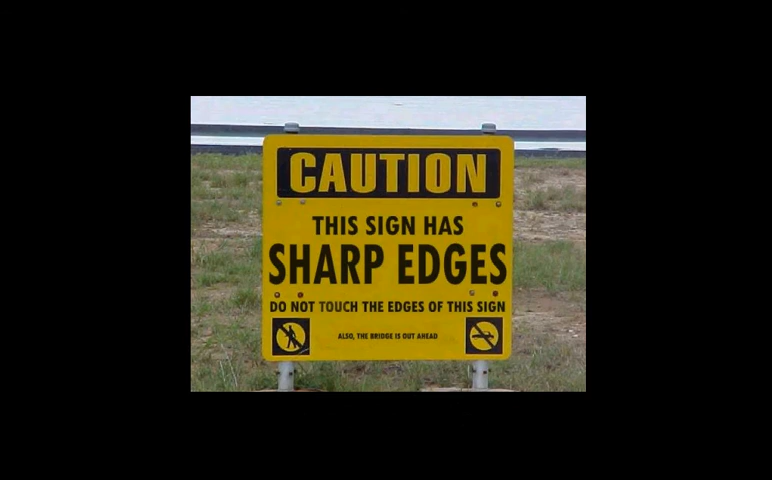 CAUTION
THIS SIGN HAS
SHARP EDGES
DO NOT TOUCH THE EDGES OF THIS SIGN
ALSO, THE BRIDGE IS OUT AHEAD